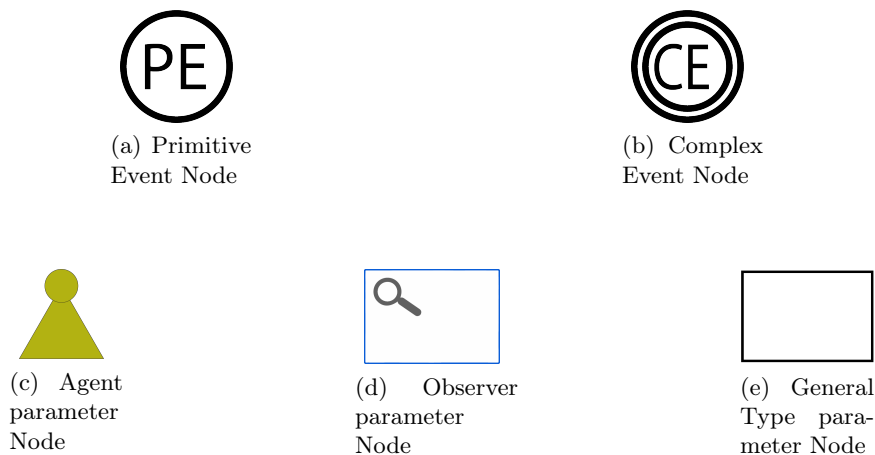 PE
CE
(a) Primitive
Event Node
(b) Complex
Event Node
(c) Agent
parameter
Node
(d) Observer
parameter
Node
(e) General
Type para-
meter Node